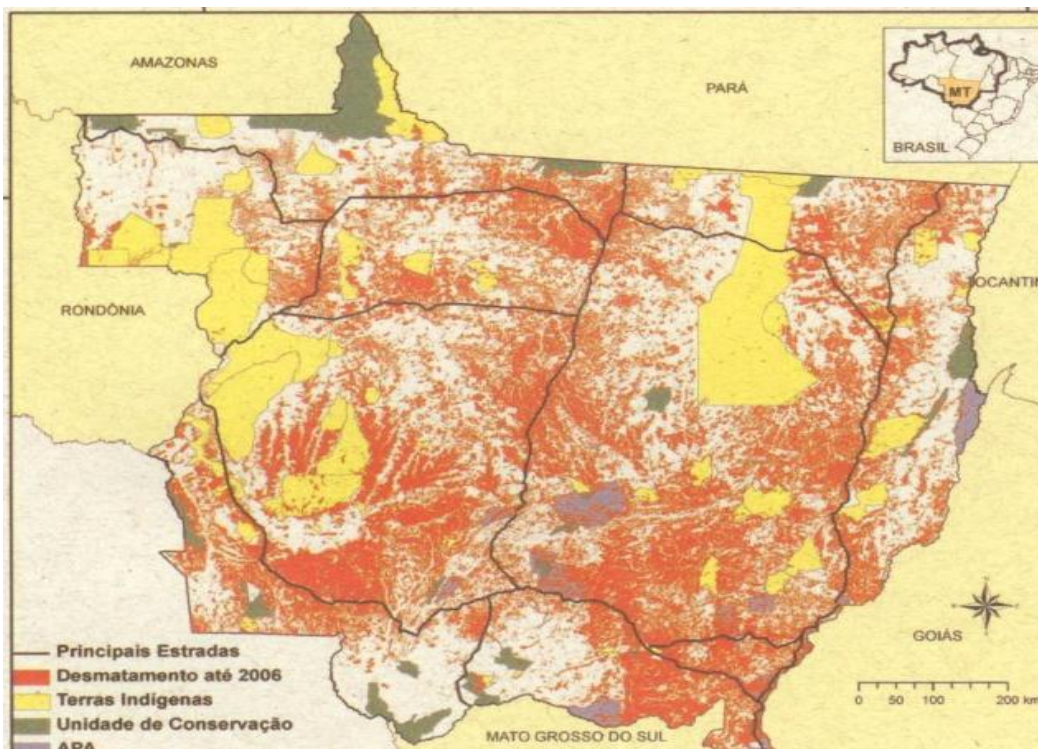 AMAZONAS
PARÁ
MT
BRASIL
RONDÔNIA
TOCANTIN
GOIÁS
MATO GROSSO DO SUL
Principais Estradas
Desmatamento até 2006
Terras Indígenas
Unidade de Conservação
APA
0 50 100 200 km